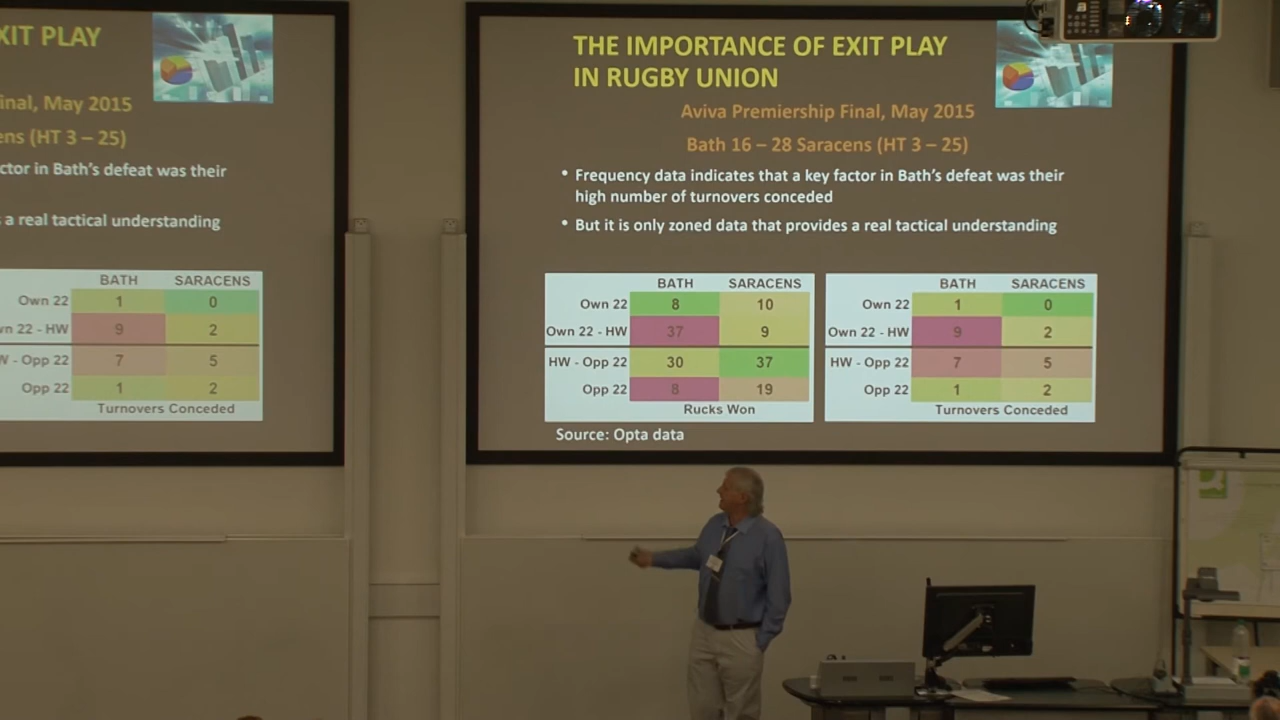 XIT PLAY
inal, May 2015
ens (HT 3 – 25)
ctor in Bath's defeat was their
a real tactical understanding
BATH SARACENS
Own 22 1 0
wn 22 - HW 9 2
W - Opp 22 7 5
Opp 22 1 2
Turnovers Conceded
THE IMPORTANCE OF EXIT PLAY
IN RUGBY UNION
Aviva Premiership Final, May 2015
Bath 16 – 28 Saracens (HT 3 – 25)
• Frequency data indicates that a key factor in Bath's defeat was their
high number of turnovers conceded
• But it is only zoned data that provides a real tactical understanding
BATH SARACENS
Own 22 8 10
Own 22 - HW 37 9
HW - Opp 22 30 37
Opp 22 8 19
Rucks Won
BATH SARACENS
Own 22 1 0
Own 22 - HW 9 2
HW - Opp 22 7 5
Opp 22 1 2
Turnovers Conceded
Source: Opta data